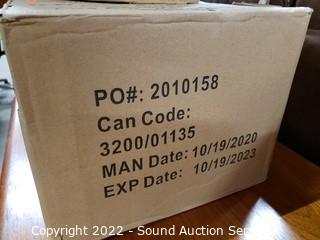 PO#: 2010158
Can Code:
3200/01135
MAN Date: 10/19/2020
EXP Date: 10/19/2023
Copyright 2022 - Sound Auction Ser